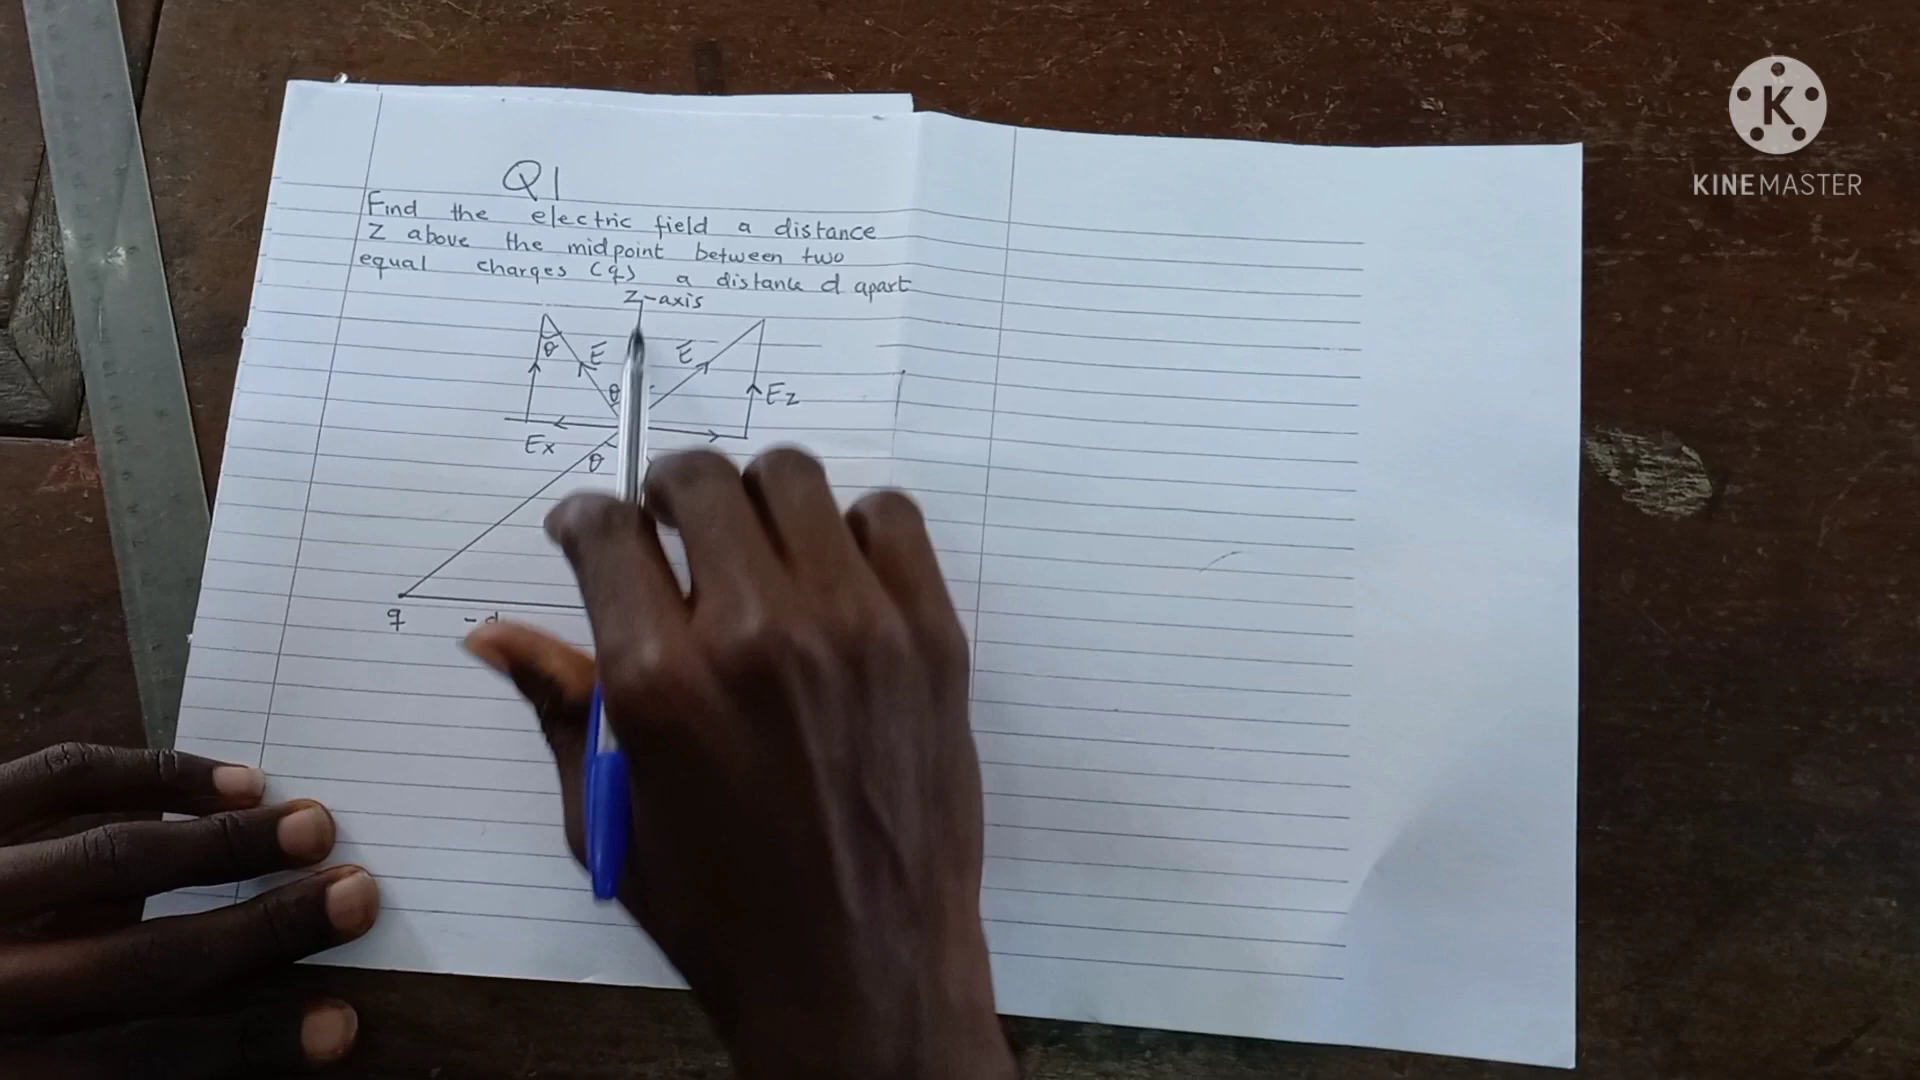 Q1
Find the electric field a distance
Z above the midpoint between two
equal charges (q) a distance d apart
Z-axis
θ E E
θ Ez
Ex
θ
q -d
K
KINEMASTER